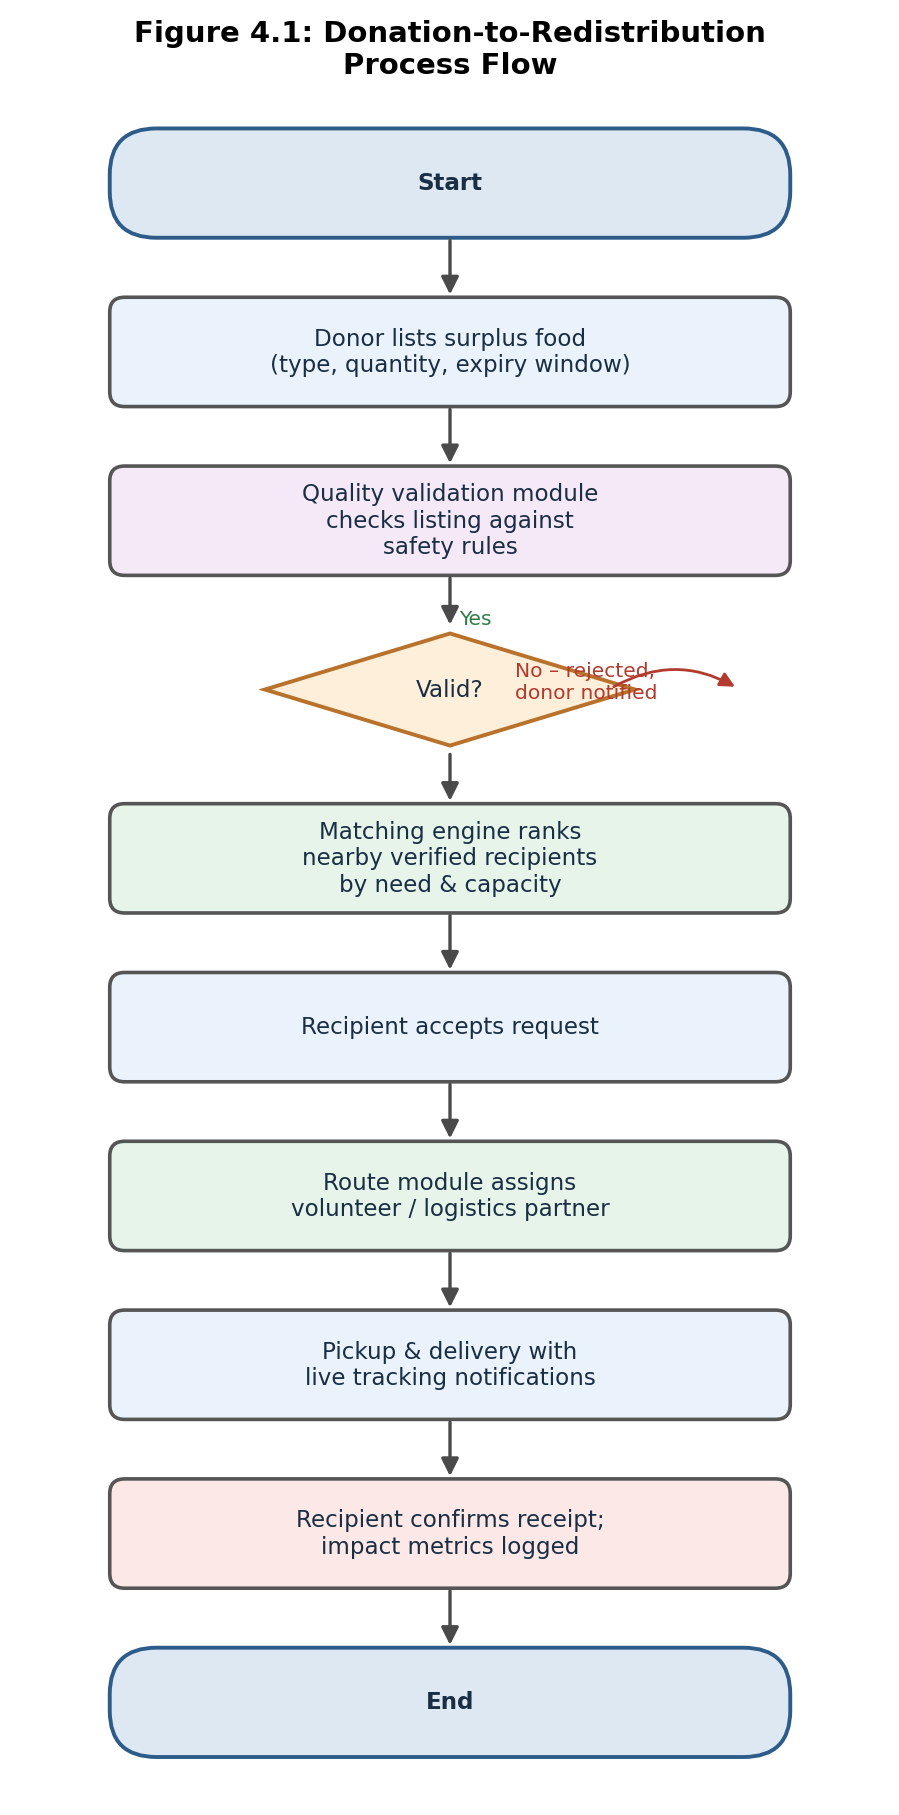 Figure 4.1: Donation-to-Redistribution
Process Flow
Start
Donor lists surplus food
(type, quantity, expiry window)
Quality validation module
checks listing against
safety rules
Yes
Valid?
No – rejected,
donor notified
Matching engine ranks
nearby verified recipients
by need & capacity
Recipient accepts request
Route module assigns
volunteer / logistics partner
Pickup & delivery with
live tracking notifications
Recipient confirms receipt;
impact metrics logged
End